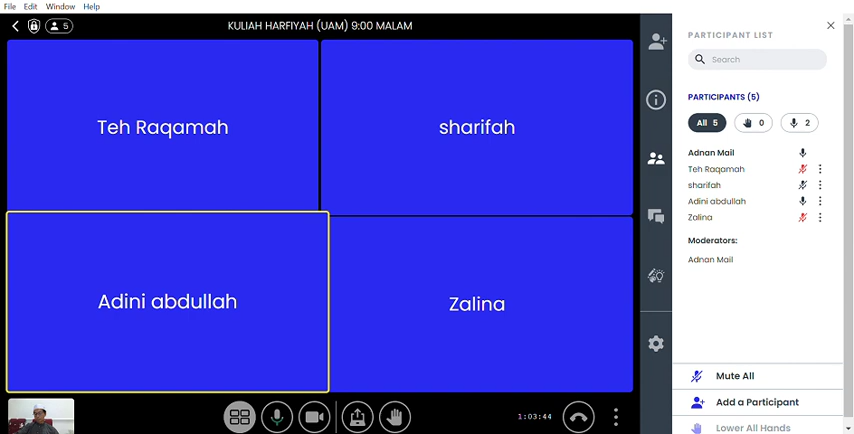 File Edit Window Help
5
KULIAH HARFIYAH (UAM) 9:00 MALAM
Teh Raqamah
sharifah
Adini abdullah
Zalina
1:03:44
PARTICIPANT LIST
Search
PARTICIPANTS (5)
All 5 0 2
Adnan Mail
Teh Raqamah
sharifah
Adini abdullah
Zalina
Moderators:
Adnan Mail
Mute All
Add a Participant
Lower All Hands